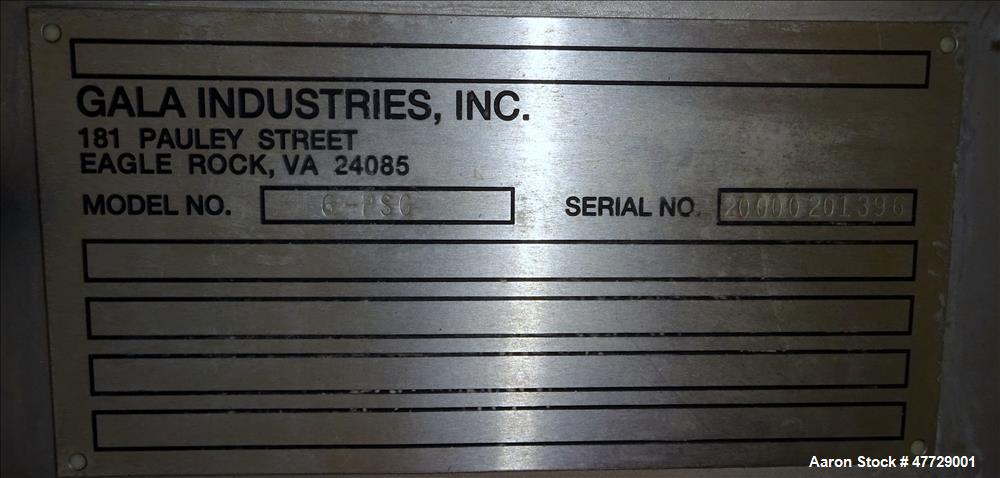 GALA INDUSTRIES, INC.
181 PAULEY STREET
EAGLE ROCK, VA 24085
MODEL NO. 6-PSG SERIAL NO. 20000201396
Aaron Stock # 47729001